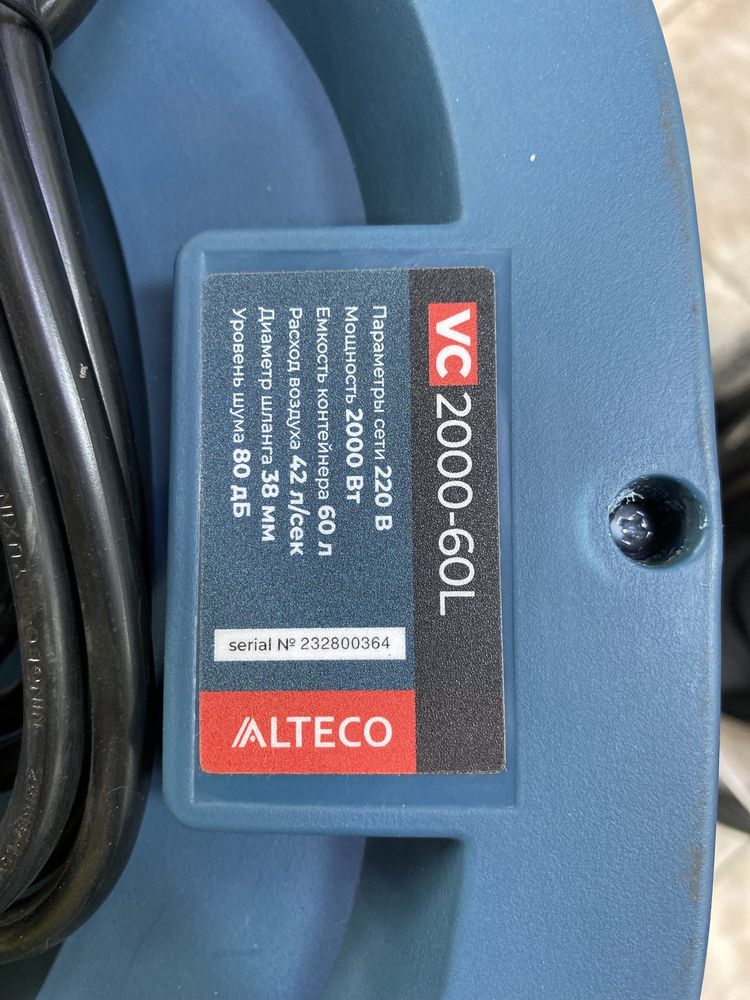 VC 2000-60L
Параметры сети 220 В
Мощность 2000 Вт
Емкость контейнера 60 л
Расход воздуха 42 л/сек
Диаметр шланга 38 мм
Уровень шума 80 дБ
serial № 232800364
ALTECO